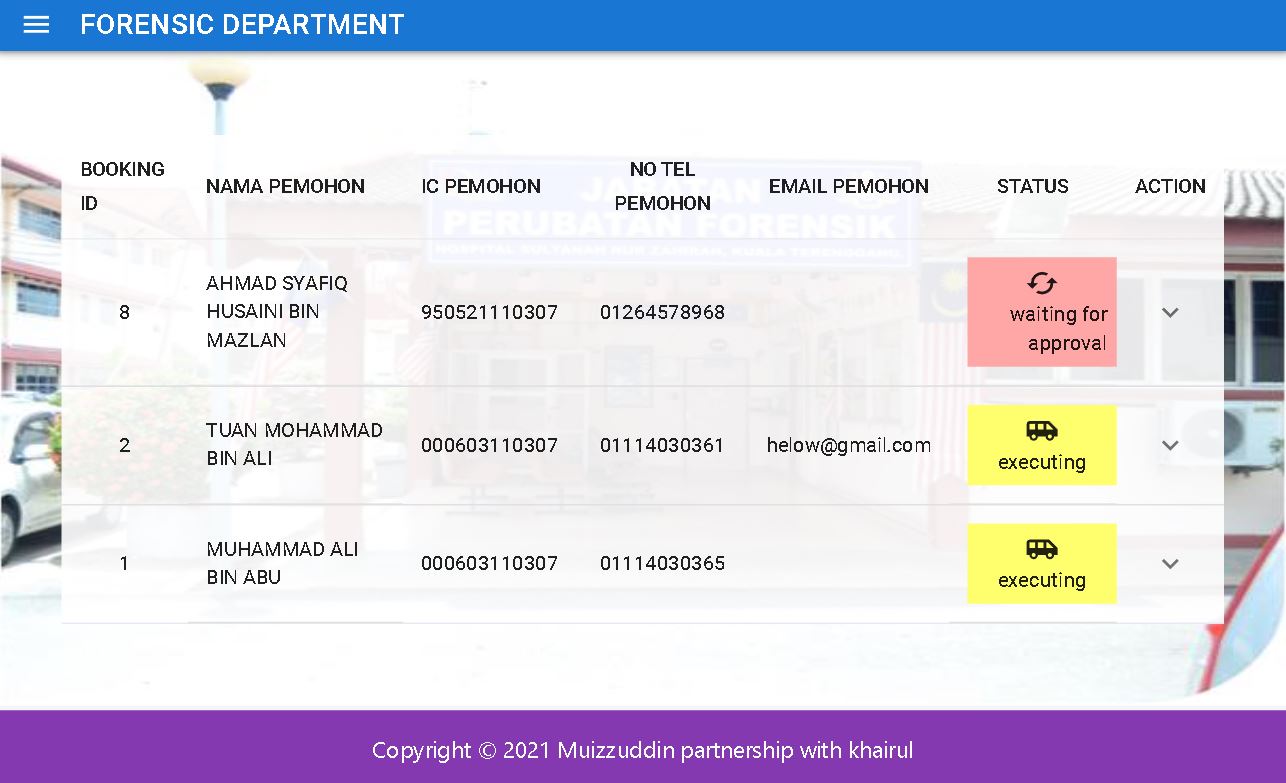 FORENSIC DEPARTMENT
JABATAN
PERUBATAN FORENSIK
HOSPITAL SULTANAH NUR ZAHIRAH, KUALA TERENGGANU
BOOKING
ID
NAMA PEMOHON
IC PEMOHON
NO TEL
PEMOHON
EMAIL PEMOHON
STATUS
ACTION
8
AHMAD SYAFIQ
HUSAINI BIN
MAZLAN
950521110307
01264578968
waiting for
approval
2
TUAN MOHAMMAD
BIN ALI
000603110307
01114030361
helow@gmail.com
executing
1
MUHAMMAD ALI
BIN ABU
000603110307
01114030365
executing
Copyright © 2021 Muizzuddin partnership with khairul